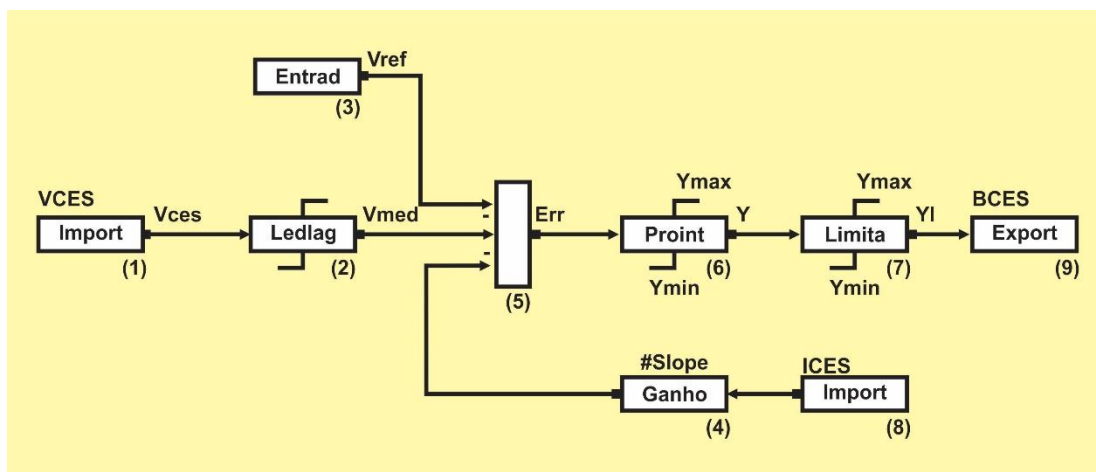 Vref
Entrad
(3)
VCES
Vces
Import
(1)
Ledlag
(2)
Vmed
-
-
Err
(5)
Ymax
Proint
Ymin
(6)
Y
Ymax
Limita
Ymin
(7)
YI
BCES
Export
(9)
#Slope
Ganho
(4)
ICES
Import
(8)